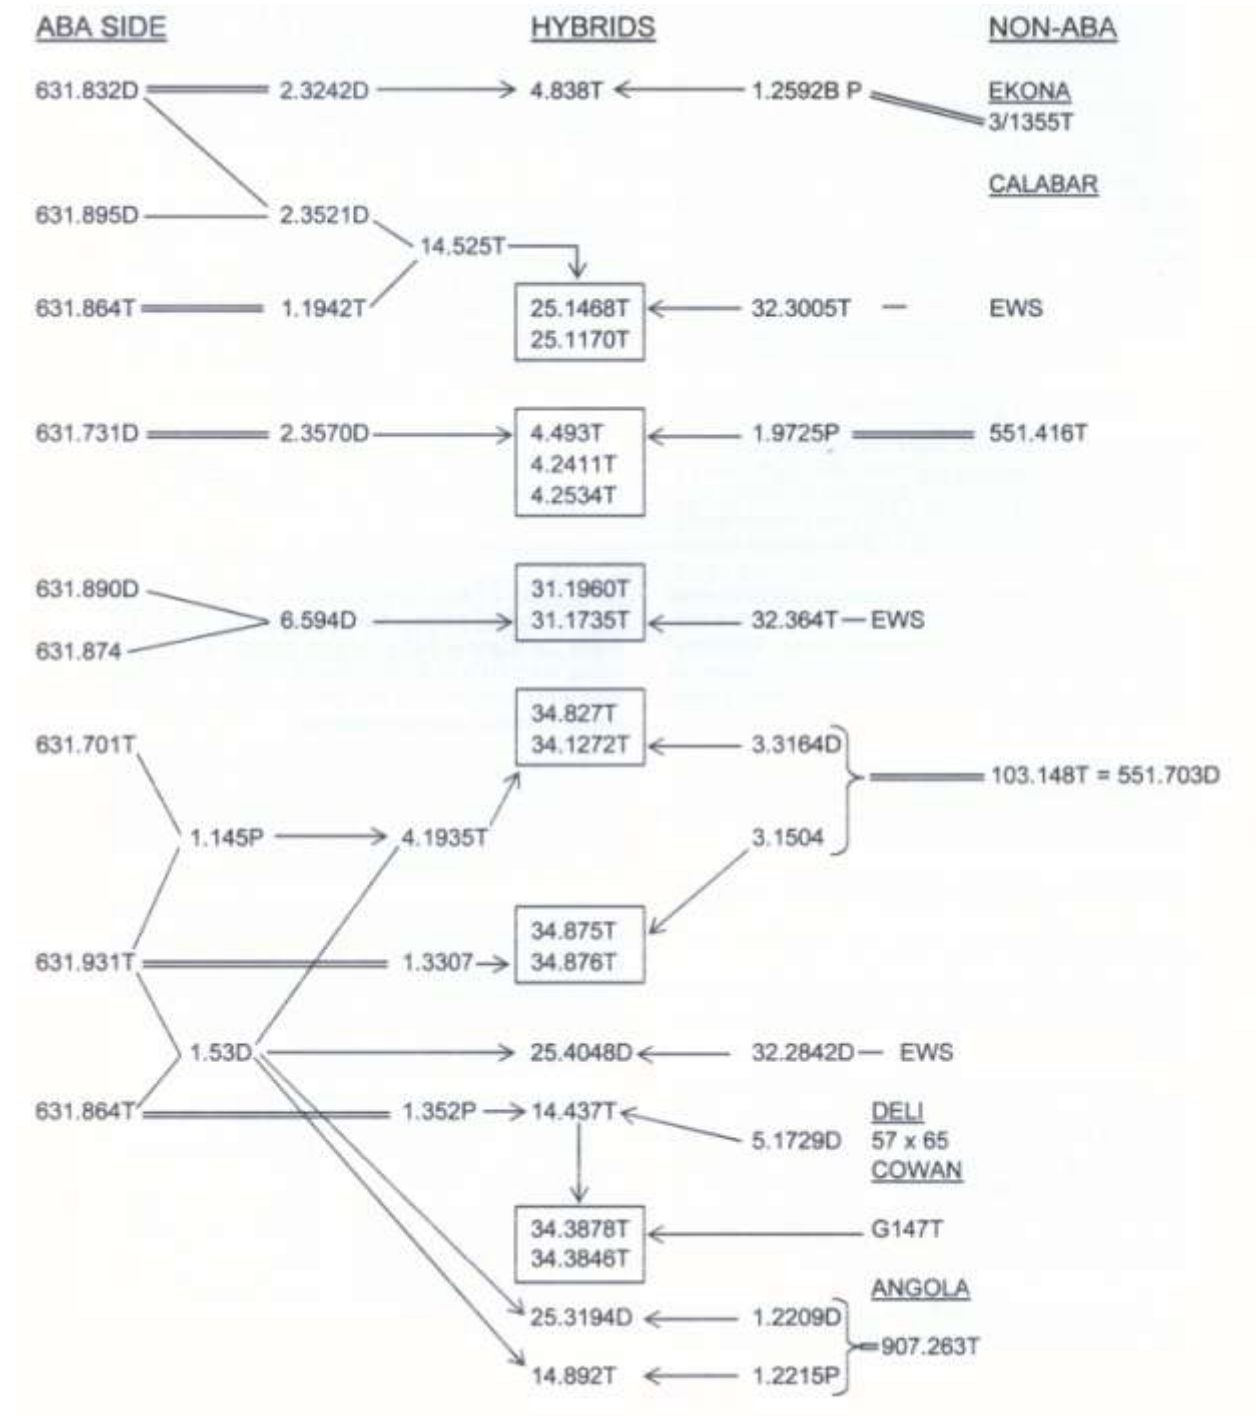 ABA SIDE HYBRIDS NON-ABA
631.832D 2.3242D 4.838T 1.2592B P EKONA
3/1355T
CALABAR
631.895D 2.3521D
14.525T
631.864T 1.1942T 25.1468T 32.3005T EWS
25.1170T
631.731D 2.3570D 4.493T 1.9725P 551.416T
4.2411T
4.2534T
631.890D 31.1960T
6.594D 31.1735T 32.364T EWS
631.874
34.827T
631.701T 34.1272T 3.3164D
103.148T = 551.703D
1.145P 4.1935T 3.1504
34.875T
631.931T 1.3307 34.876T
1.53D 25.4048D 32.2842D EWS
631.864T 1.352P 14.437T DELI
5.1729D 57 x 65
COWAN
34.3878T G147T
34.3846T
ANGOLA
25.3194D 1.2209D
907.263T
14.892T 1.2215P